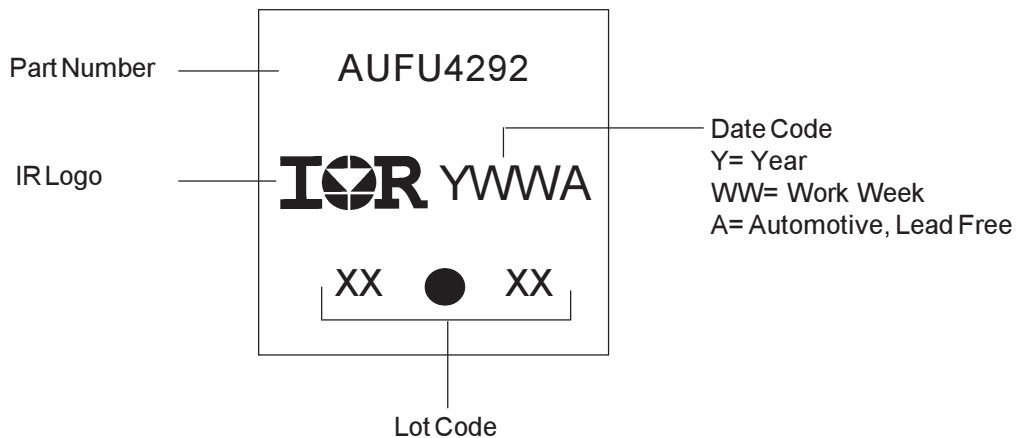 Part Number
AUFU4292
IR Logo
IOR YWWA
Date Code
Y= Year
WW= Work Week
A= Automotive, Lead Free
XX XX
Lot Code